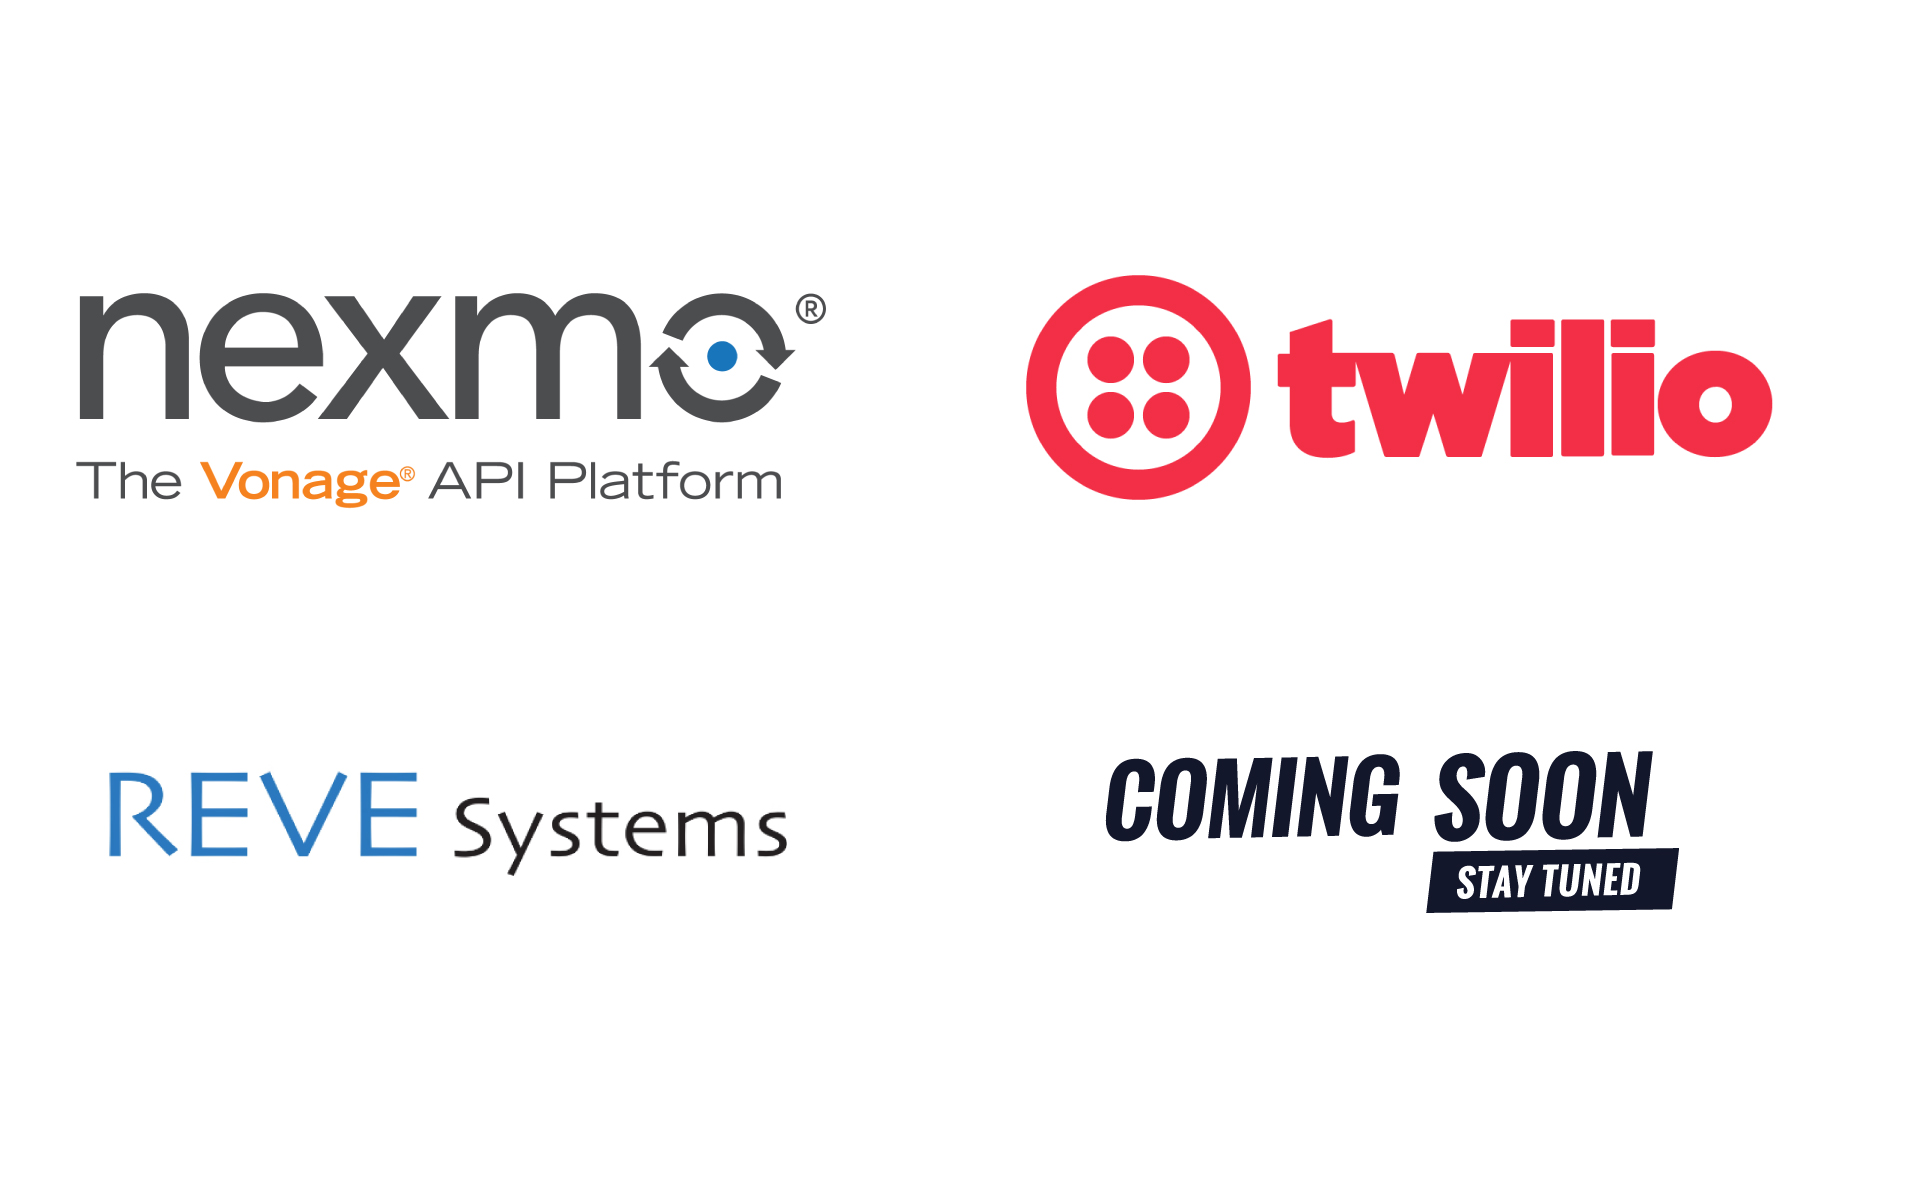 nexmo®
The Vonage® API Platform
twilio
REVE Systems
COMING SOON
STAY TUNED